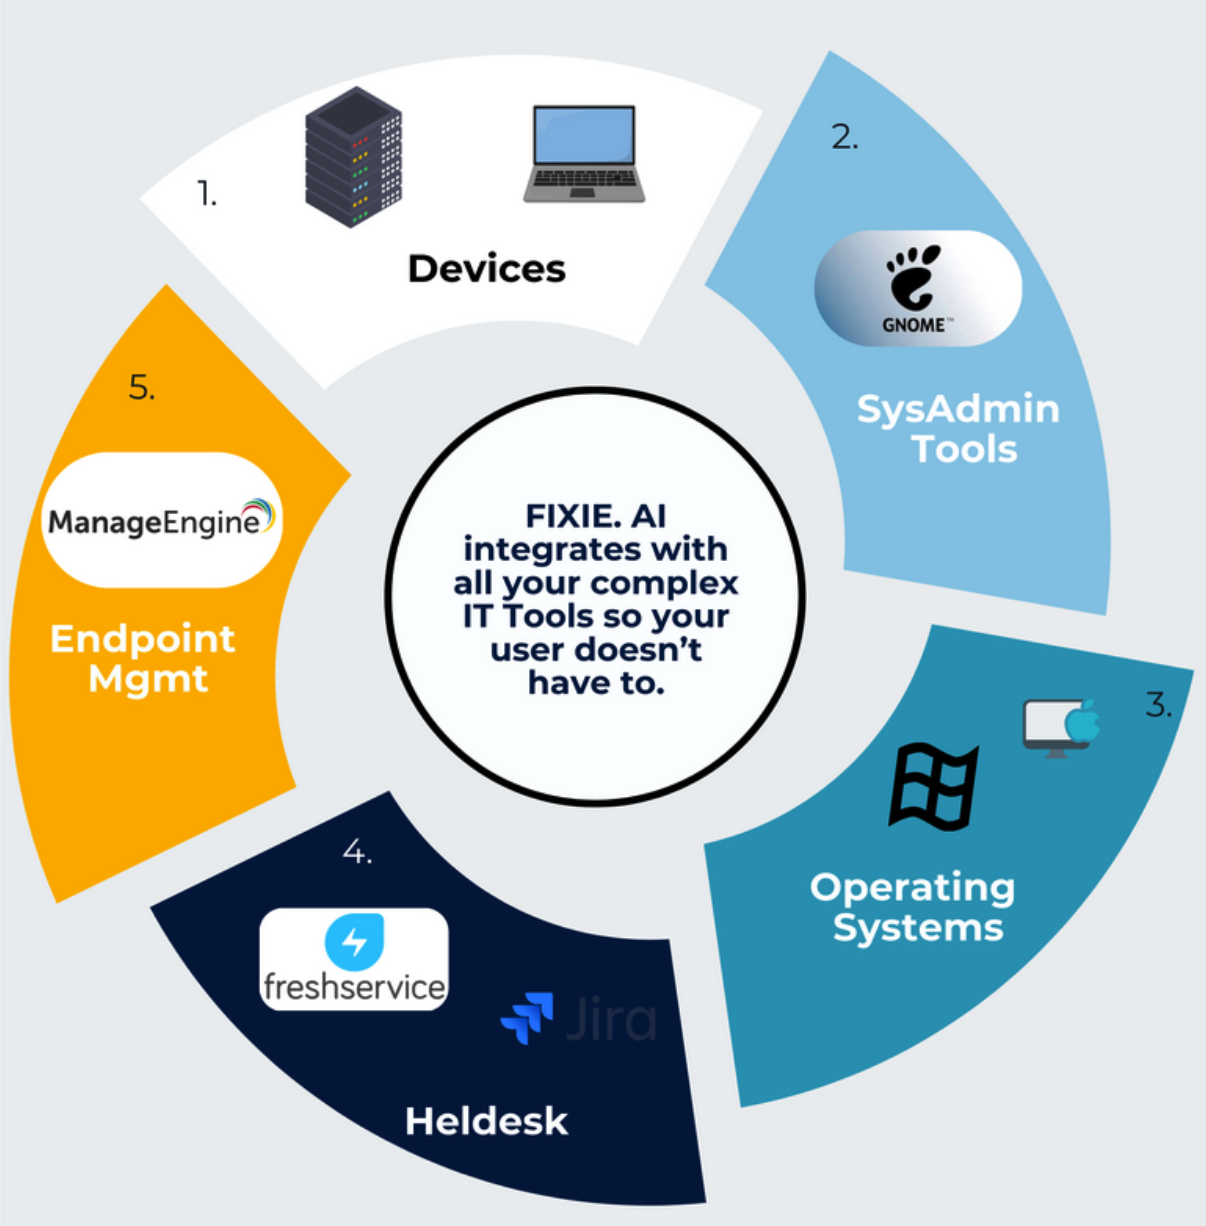 1.
Devices
2.
GNOME™
SysAdmin
Tools
3.
Operating
Systems
4.
freshservice
Jira
Heldesk
5.
ManageEngine
Endpoint
Mgmt
FIXIE. AI
integrates with
all your complex
IT Tools so your
user doesn't
have to.